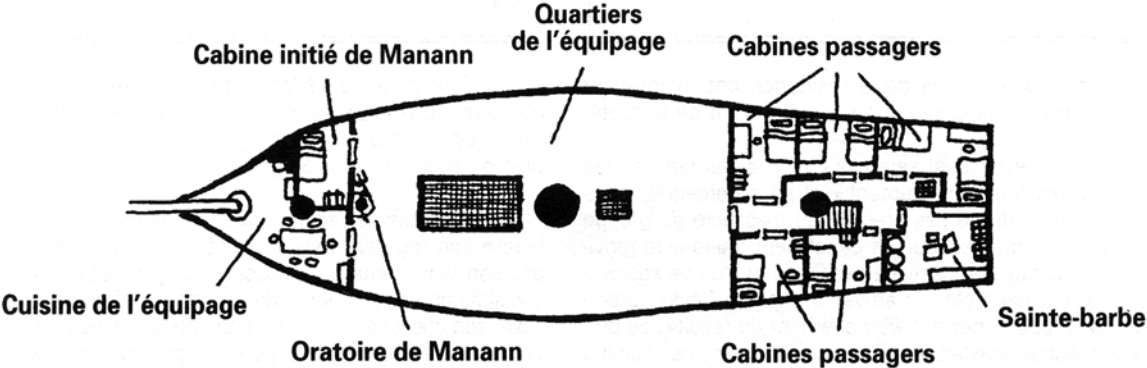 Quartiers
de l'équipage
Cabine initié de Manann
Cabines passagers
Cuisine de l'équipage
Oratoire de Manann
Cabines passagers
Sainte-barbe